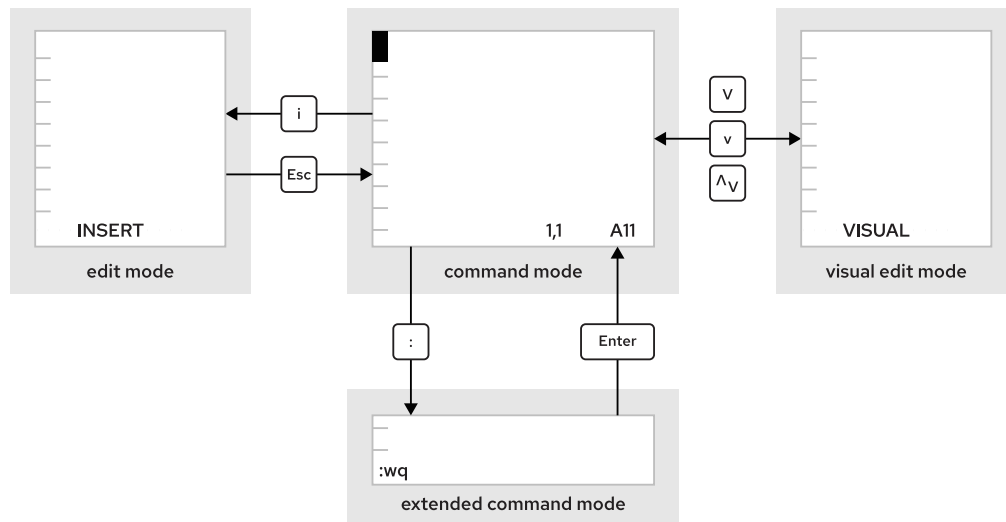 V
i
v
Esc
^V
INSERT
1,1 A11
VISUAL
edit mode
command mode
visual edit mode
:
Enter
:wq
extended command mode